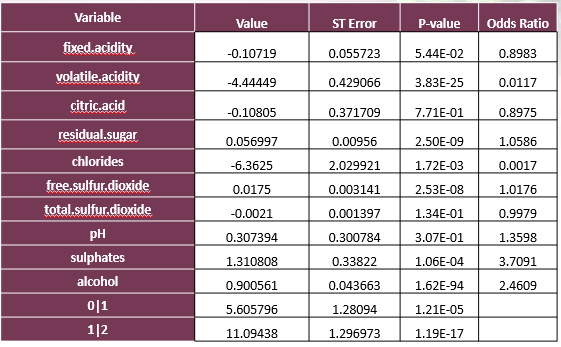 Variable Value ST Error P-value Odds Ratio
fixed.acidity -0.10719 0.055723 5.44E-02 0.8983
volatile.acidity -4.44449 0.429066 3.83E-25 0.0117
citric.acid -0.10805 0.371709 7.71E-01 0.8975
residual.sugar 0.056997 0.00956 2.50E-09 1.0586
chlorides -6.3625 2.029921 1.72E-03 0.0017
free.sulfur.dioxide 0.0175 0.003141 2.53E-08 1.0176
total.sulfur.dioxide -0.0021 0.001397 1.34E-01 0.9979
pH 0.307394 0.300784 3.07E-01 1.3598
sulphates 1.310808 0.33822 1.06E-04 3.7091
alcohol 0.900561 0.043663 1.62E-94 2.4609
0|1 5.605796 1.28094 1.21E-05
1|2 11.09438 1.296973 1.19E-17